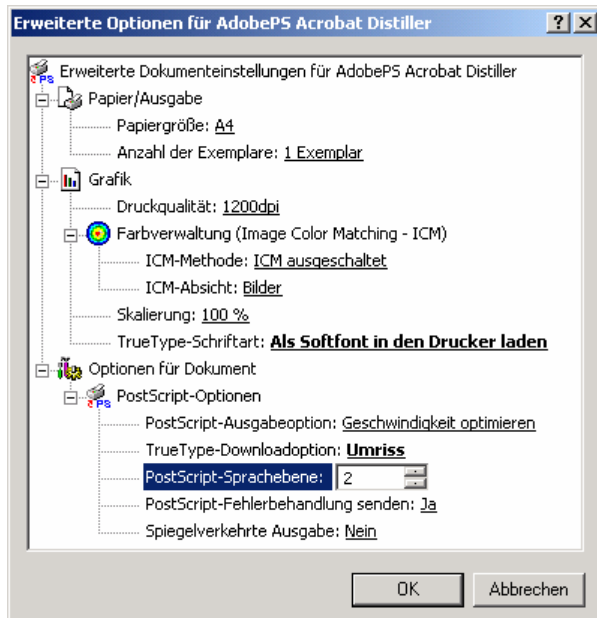 Erweiterte Optionen für AdobePS Acrobat Distiller
Erweiterte Dokumenteinstellungen für AdobePS Acrobat Distiller
Papier/Ausgabe
Papiergröße: A4
Anzahl der Exemplare: 1 Exemplar
Grafik
Druckqualität: 1200dpi
Farbverwaltung (Image Color Matching - ICM)
ICM-Methode: ICM ausgeschaltet
ICM-Absicht: Bilder
Skalierung: 100 %
TrueType-Schriftart: Als Softfont in den Drucker laden
Optionen für Dokument
PostScript-Optionen
PostScript-Ausgabeoption: Geschwindigkeit optimieren
TrueType-Downloadoption: Umriss
PostScript-Sprachebene: 2
PostScript-Fehlerbehandlung senden: Ja
Spiegelverkehrte Ausgabe: Nein
OK Abbrechen